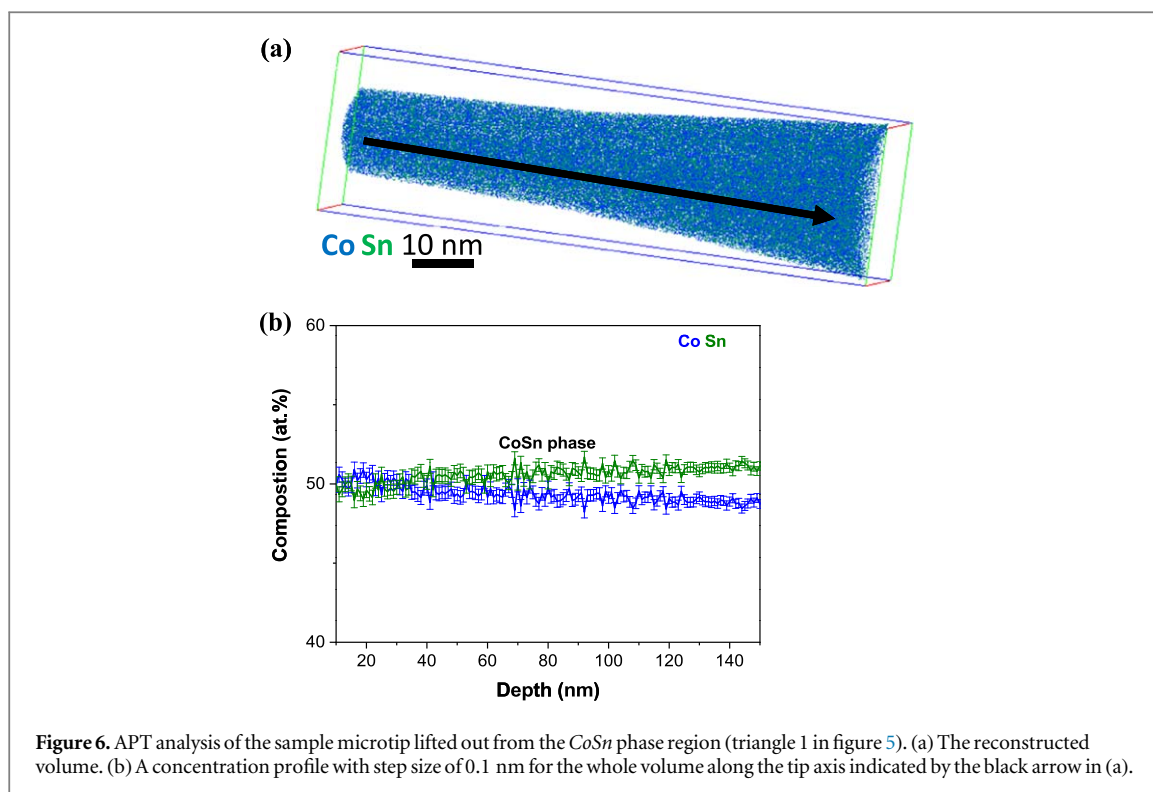 (a)
Co Sn 10 nm
(b)
60
Co Sn
CoSn phase
50
40
Compostion (at.%)
20 40 60 80 100 120 140
Depth (nm)
Figure 6. APT analysis of the sample microtip lifted out from the CoSn phase region (triangle 1 in figure 5). (a) The reconstructed
volume. (b) A concentration profile with step size of 0.1 nm for the whole volume along the tip axis indicated by the black arrow in (a).